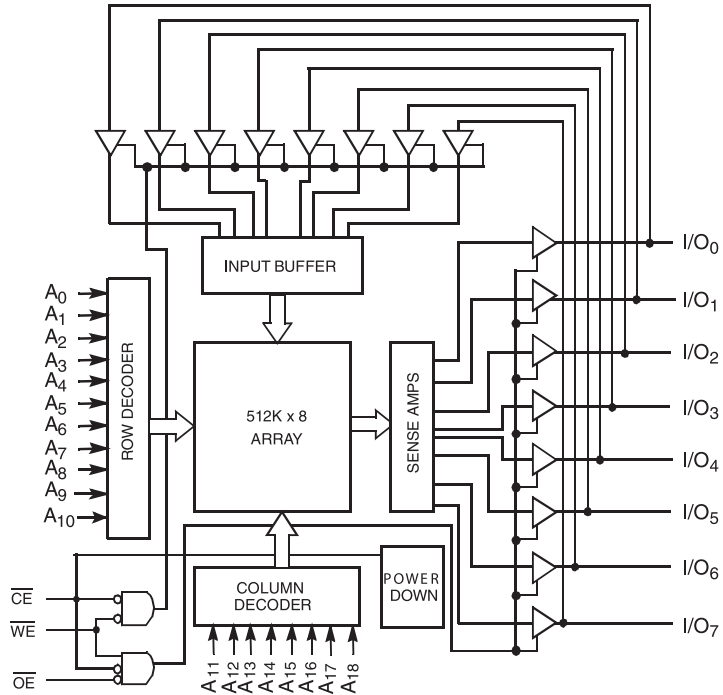 INPUT BUFFER
I/O0
I/O1
I/O2
I/O3
I/O4
I/O5
I/O6
I/O7
A0
A1
A2
A3
A4
A5
A6
A7
A8
A9
A10
ROW DECODER
512K x 8
ARRAY
SENSE AMPS
COLUMN
DECODER
POWER
DOWN
CE
WE
OE
A11
A12
A13
A14
A15
A16
A17
A18